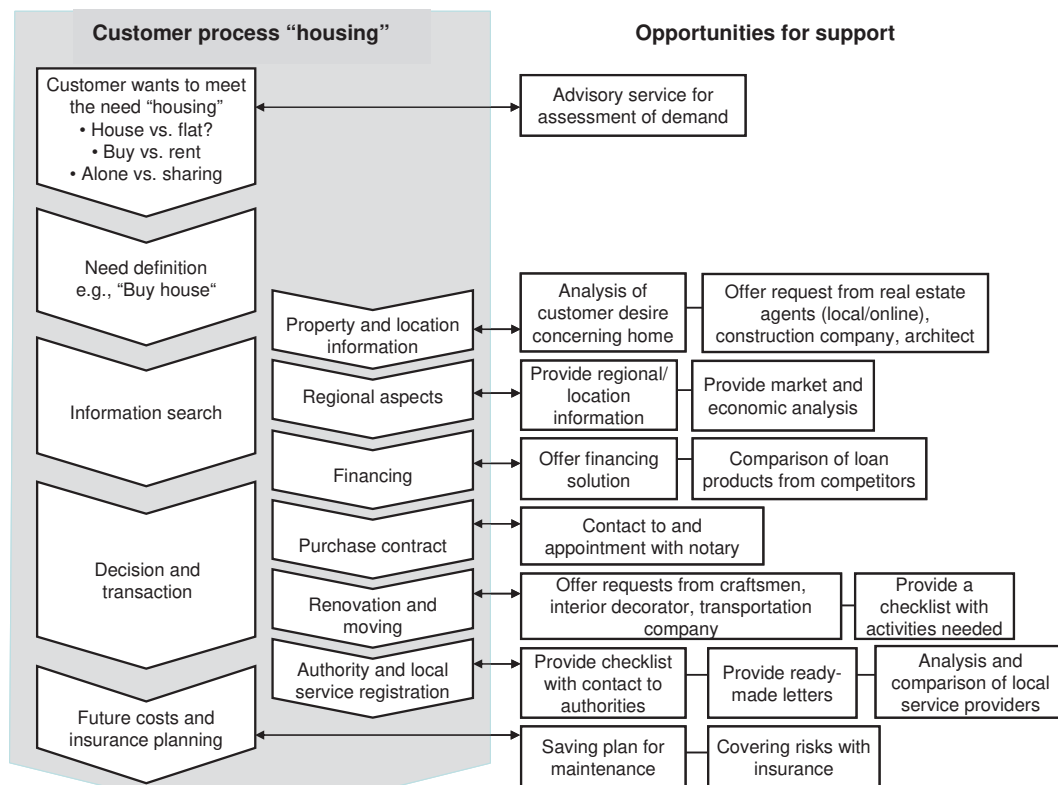 Customer process “housing”
Opportunities for support
Customer wants to meet
the need “housing”
• House vs. flat?
• Buy vs. rent
• Alone vs. sharing
Advisory service for
assessment of demand
Need definition
e.g., “Buy house“
Property and location
information
Analysis of
customer desire
concerning home
Offer request from real estate
agents (local/online),
construction company, architect
Information search
Regional aspects
Provide regional/
location
information
Provide market and
economic analysis
Financing
Offer financing
solution
Comparison of loan
products from competitors
Decision and
transaction
Purchase contract
Contact to and
appointment with notary
Renovation and
moving
Offer requests from craftsmen,
interior decorator, transportation
company
Provide a
checklist with
activities needed
Authority and local
service registration
Provide checklist
with contact to
authorities
Provide ready-
made letters
Analysis and
comparison of local
service providers
Future costs and
insurance planning
Saving plan for
maintenance
Covering risks with
insurance